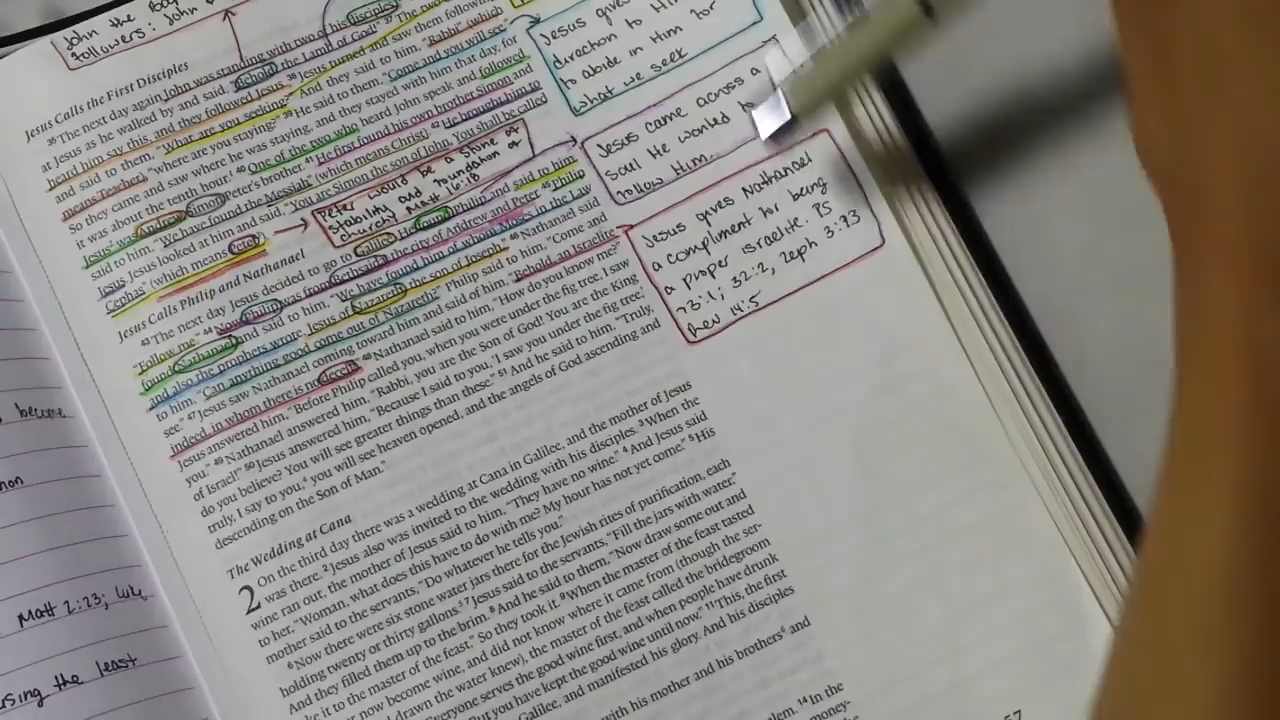 John the
followers: John
Jesus gives
direction to Him
to abide in Him for
what we seek
Jesus came across a
soul He wanted to
follow Him...
Peter would be a stone of
stability and foundation of
church, Matt 16:18
Jesus gives Nathanael
a compliment for being
a proper israelite. PS
73:1; 32:2, Zeph 3:23
Rev 14:5
become
non
Matt 2:23; Luk
the least
Jesus Calls the First Disciples
35 The next day again John was standing with two of his disciples,
at Jesus as he walked by and said, "Behold, the Lamb of God!" 37 The two
heard him say this, and they followed Jesus. 38 Jesus turned and saw them following
and said to them, "What are you seeking?" And they said to him, "Rabbi" (which
means Teacher), "where are you staying?" 39 He said to them, "Come and you will see."
So they came and saw where he was staying, and they stayed with him that day, for
it was about the tenth hour. 40 One of the two who heard John speak and followed
Jesus was Andrew, Simon Peter's brother. 41 He first found his own brother Simon and
said to him, "We have found the Messiah" (which means Christ). 42 He brought him to
Jesus. Jesus looked at him and said, "You are Simon the son of John. You shall be called
Cephas" (which means Peter).
Jesus Calls Philip and Nathanael
43 The next day Jesus decided to go to Galilee. He found Philip and said to him,
"Follow me." 44 Now Philip was from Bethsaida, the city of Andrew and Peter. 45 Philip
found Nathanael and said to him, "We have found him of whom Moses in the Law
and also the prophets wrote, Jesus of Nazareth, the son of Joseph." 46 Nathanael said
to him, "Can anything good come out of Nazareth?" Philip said to him, "Come and
see." 47 Jesus saw Nathanael coming toward him and said of him, "Behold, an Israelite
indeed, in whom there is no deceit!" 48 Nathanael said to him, "How do you know me?"
Jesus answered him, "Before Philip called you, when you were under the fig tree, I saw
you." 49 Nathanael answered him, "Rabbi, you are the Son of God! You are the King
of Israel!" 50 Jesus answered him, "Because I said to you, 'I saw you under the fig tree,'
do you believe? You will see greater things than these." 51 And he said to him, "Truly,
truly, I say to you, you will see heaven opened, and the angels of God ascending and
descending on the Son of Man."
The Wedding at Cana
2 On the third day there was a wedding at Cana in Galilee, and the mother of Jesus
was there. 2 Jesus also was invited to the wedding with his disciples. 3 When the
wine ran out, the mother of Jesus said to him, "They have no wine." 4 And Jesus said
to her, "Woman, what does this have to do with me? My hour has not yet come." 5 His
mother said to the servants, "Do whatever he tells you."
6 Now there were six stone water jars there for the Jewish rites of purification, each
holding twenty or thirty gallons. 7 Jesus said to the servants, "Fill the jars with water."
And they filled them up to the brim. 8 And he said to them, "Now draw some out and
ke it to the master of the feast." So they took it. 9 When the master of the feast tasted
now become wine, and did not know where it came from (though the ser-
drawn the water knew), the master of the feast called the bridegroom
Everyone serves the good wine first, and when people have drunk
But you have kept the good wine until now." 11 This, the first
Galilee, and manifested his glory. And his disciples
with his mother and his brothers and
alem. 14 In the
money-
57